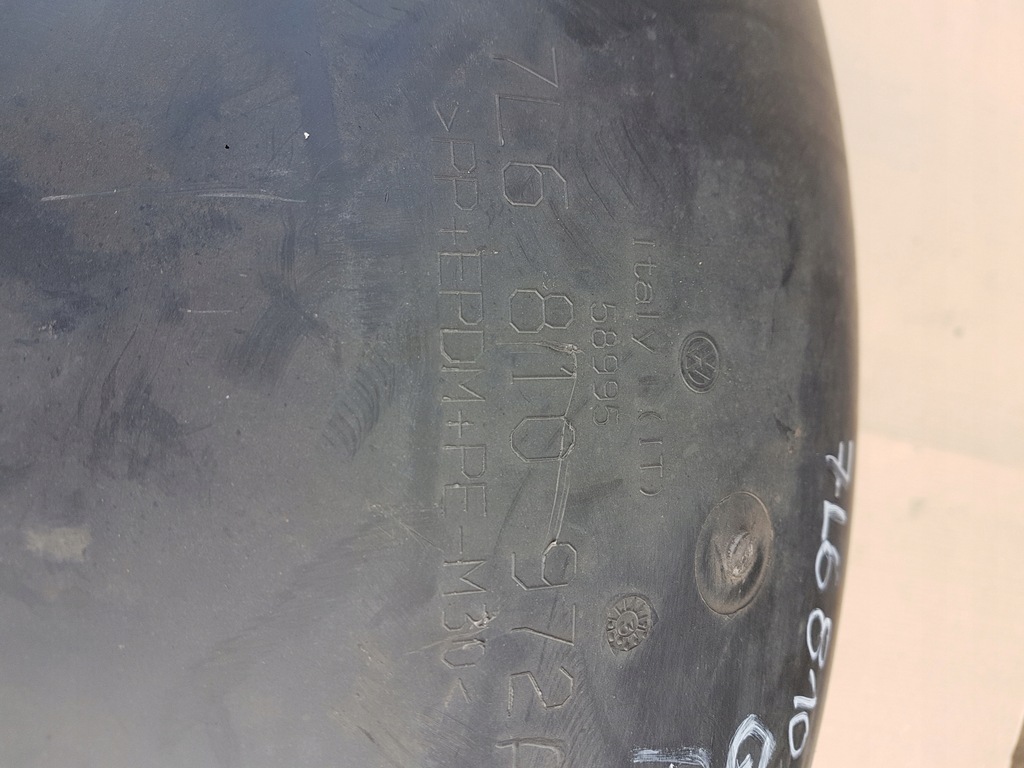 7L6 810
G
Italy (IT)
58995
7L6 810 972
>PP+EPDM+PE-M30<